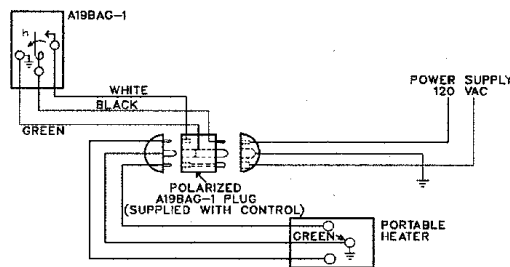 A19BAG-1
h
WHITE
BLACK
GREEN
POWER SUPPLY
120 VAC
POLARIZED
A19BAG-1 PLUG
(SUPPLIED WITH CONTROL)
GREEN
PORTABLE
HEATER